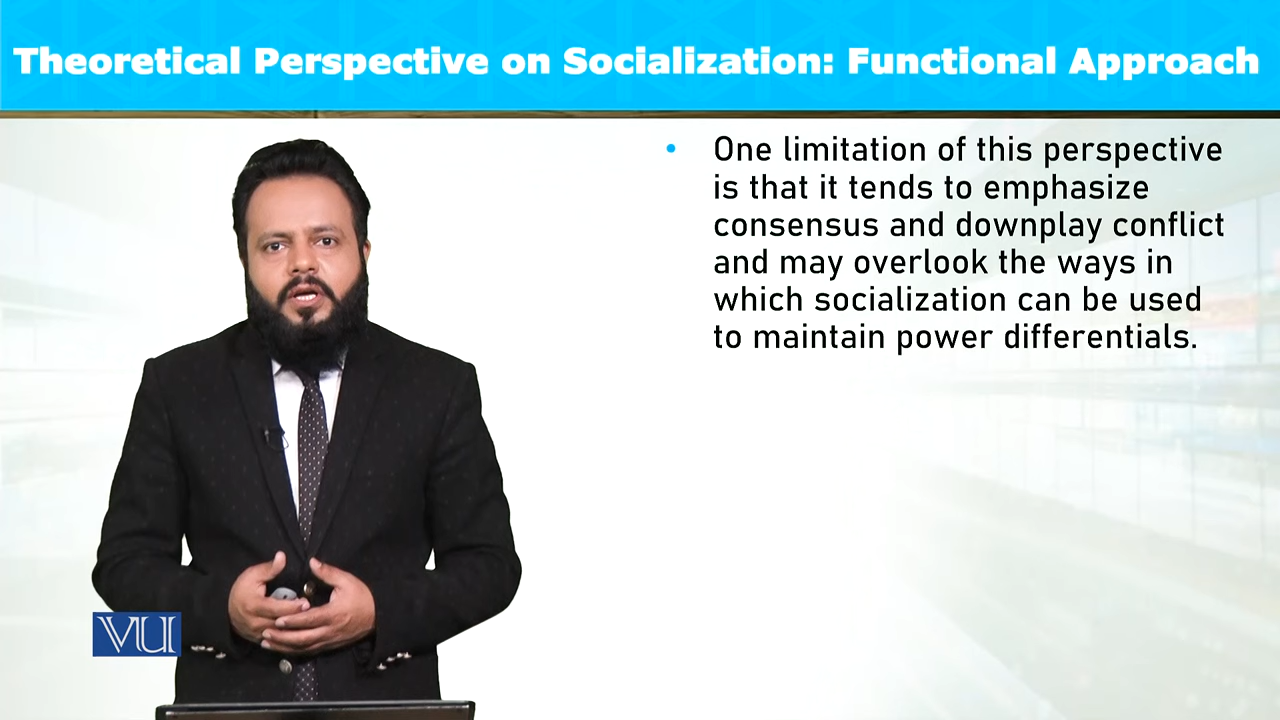 Theoretical Perspective on Socialization: Functional Approach
• One limitation of this perspective
is that it tends to emphasize
consensus and downplay conflict
and may overlook the ways in
which socialization can be used
to maintain power differentials.
VU